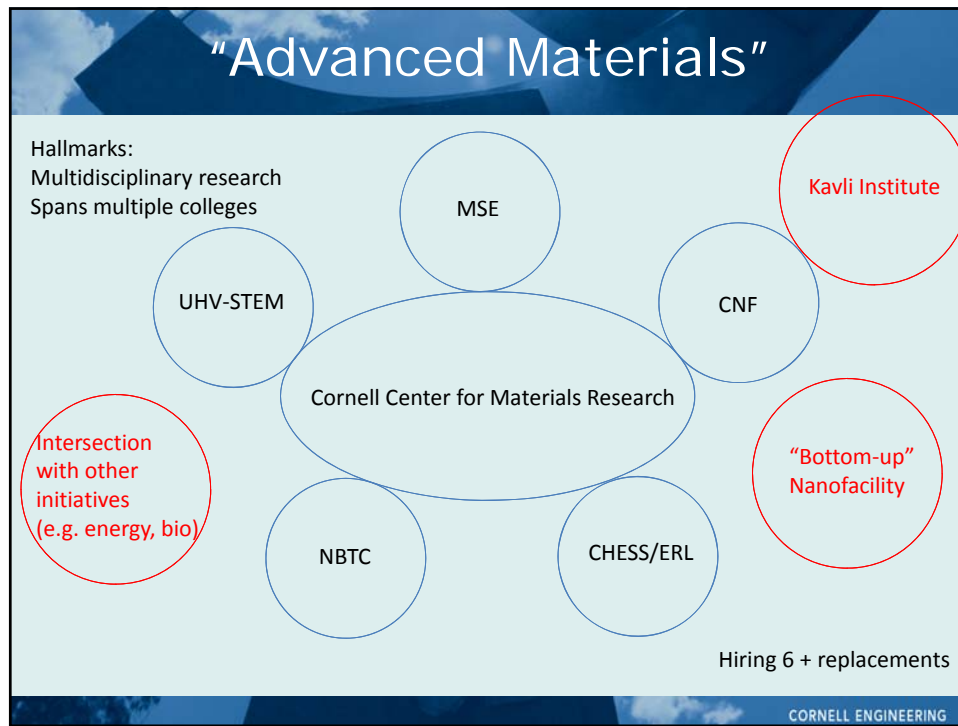 “Advanced Materials”
Hallmarks:
Multidisciplinary research
Spans multiple colleges
MSE
Kavli Institute
UHV-STEM
CNF
Cornell Center for Materials Research
Intersection
with other
initiatives
(e.g. energy, bio)
“Bottom-up”
Nanofacility
NBTC
CHESS/ERL
Hiring 6 + replacements
CORNELL ENGINEERING